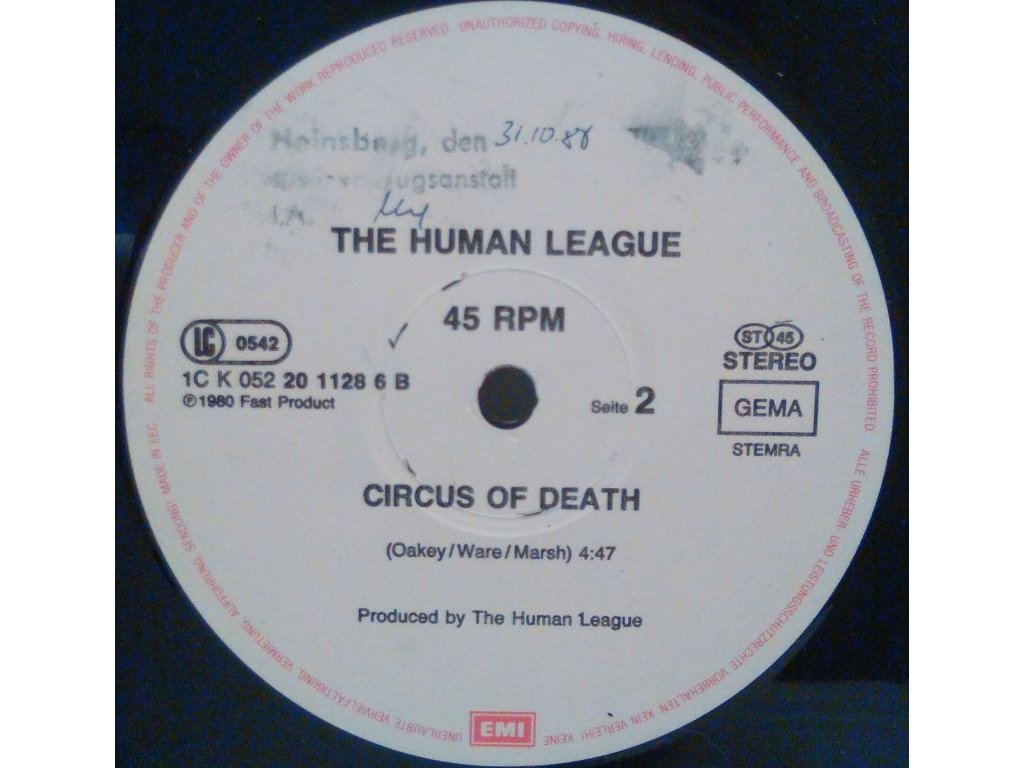 ALL RIGHTS OF THE PRODUCER AND OF THE OWNER OF THE WORK REPRODUCED RESERVED. UNAUTHORIZED COPYING, HIRING, LENDING, PUBLIC PERFORMANCE AND BROADCASTING OF THE RECORD PROHIBITED
den 31.10.88
I.A.
THE HUMAN LEAGUE
45 RPM
LC 0542
1C K 052 20 1128 6 B
℗1980 Fast Product
Seite 2
ST 45
STEREO
GEMA
STEMRA
CIRCUS OF DEATH
(Oakey/Ware/Marsh) 4:47
Produced by The Human League
ALLE URHEBER- UND LEISTUNGSSCHUTZRECHTE VORBEHALTEN. KEIN VERLEIH! KEINE
EMI
UNERLAUBTE VERVIELFÄLTIGUNG, VERMIETUNG, AUFFÜHRUNG, SENDUNG! MADE IN EEC